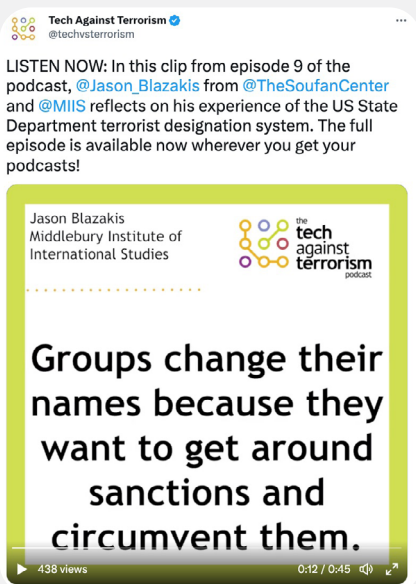 Tech Against Terrorism
@techvsterrorism
LISTEN NOW: In this clip from episode 9 of the
podcast, @Jason_Blazakis from @TheSoufanCenter
and @MIIS reflects on his experience of the US State
Department terrorist designation system. The full
episode is available now wherever you get your
podcasts!
Jason Blazakis
Middlebury Institute of
International Studies
the
tech
against
terrorism
podcast
Groups change their
names because they
want to get around
sanctions and
circumvent them.
438 views
0:12 / 0:45